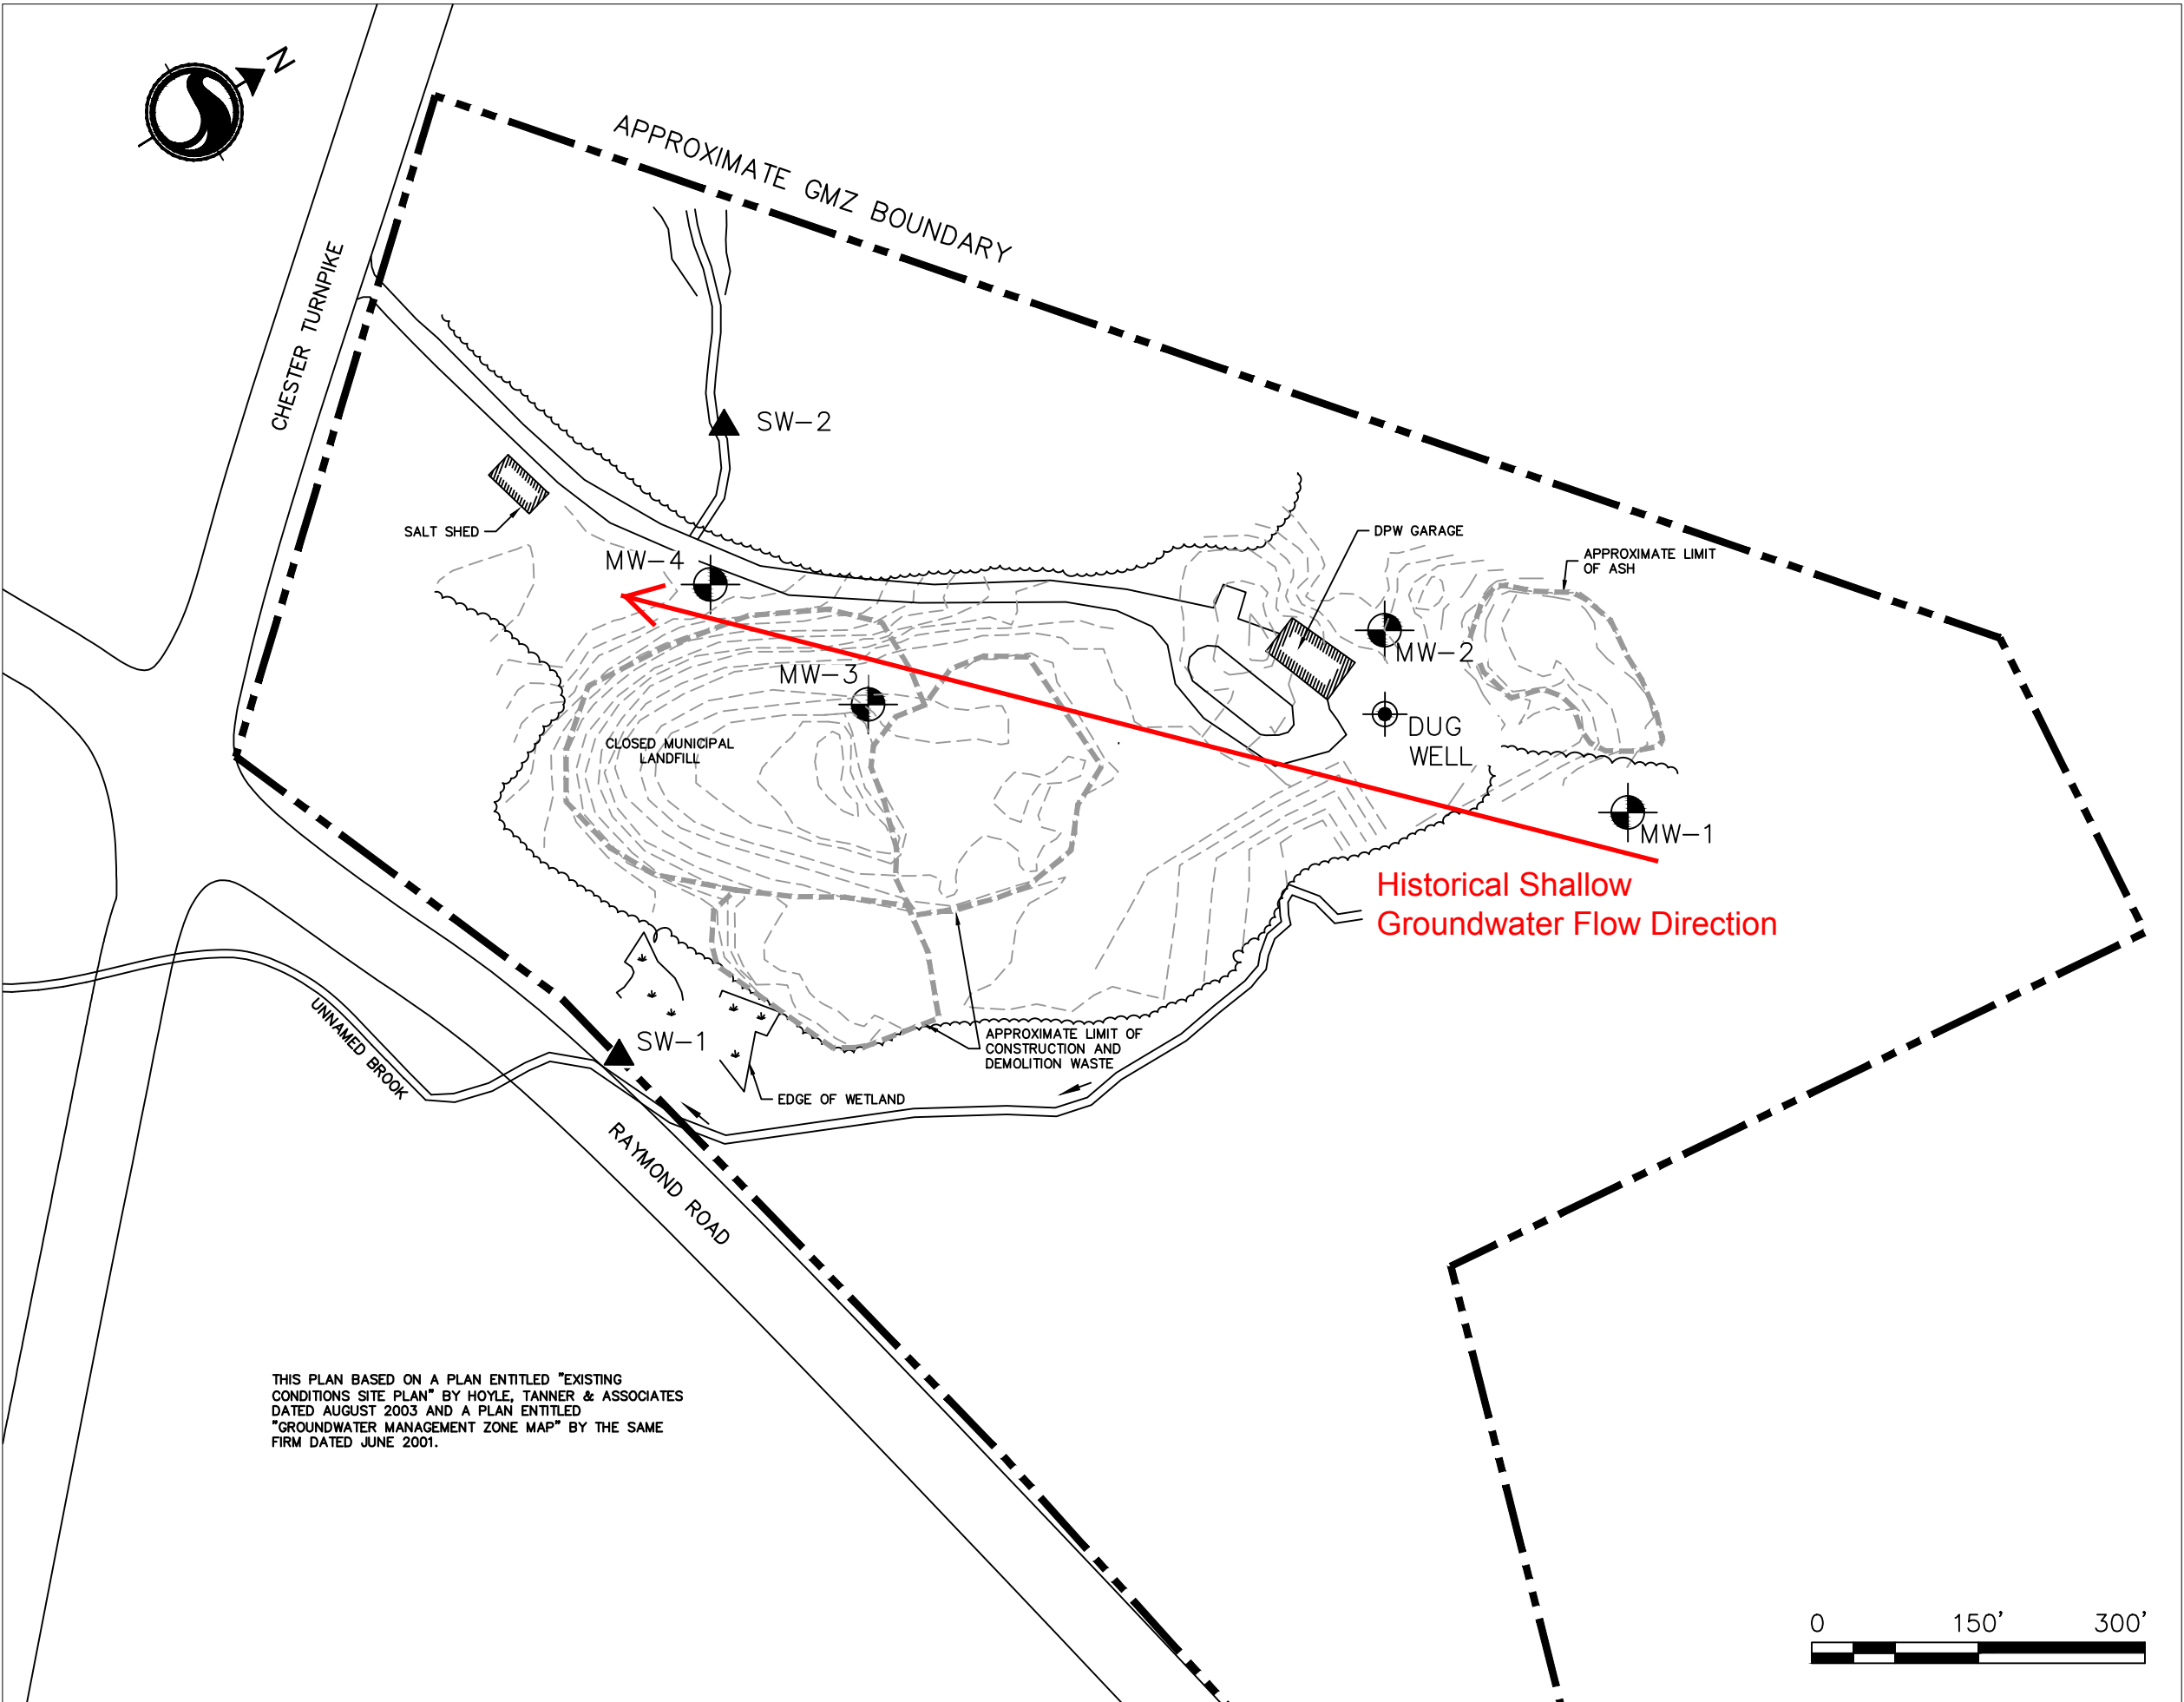 N
APPROXIMATE GMZ BOUNDARY
CHESTER TURNPIKE
SW-2
SALT SHED
MW-4
DPW GARAGE
APPROXIMATE LIMIT
OF ASH
MW-2
MW-3
DUG
WELL
CLOSED MUNICIPAL
LANDFILL
MW-1
Historical Shallow
Groundwater Flow Direction
UNNAMED BROOK
SW-1
APPROXIMATE LIMIT OF
CONSTRUCTION AND
DEMOLITION WASTE
EDGE OF WETLAND
RAYMOND ROAD
THIS PLAN BASED ON A PLAN ENTITLED "EXISTING
CONDITIONS SITE PLAN" BY HOYLE, TANNER & ASSOCIATES
DATED AUGUST 2003 AND A PLAN ENTITLED
"GROUNDWATER MANAGEMENT ZONE MAP" BY THE SAME
FIRM DATED JUNE 2001.
0 150' 300'